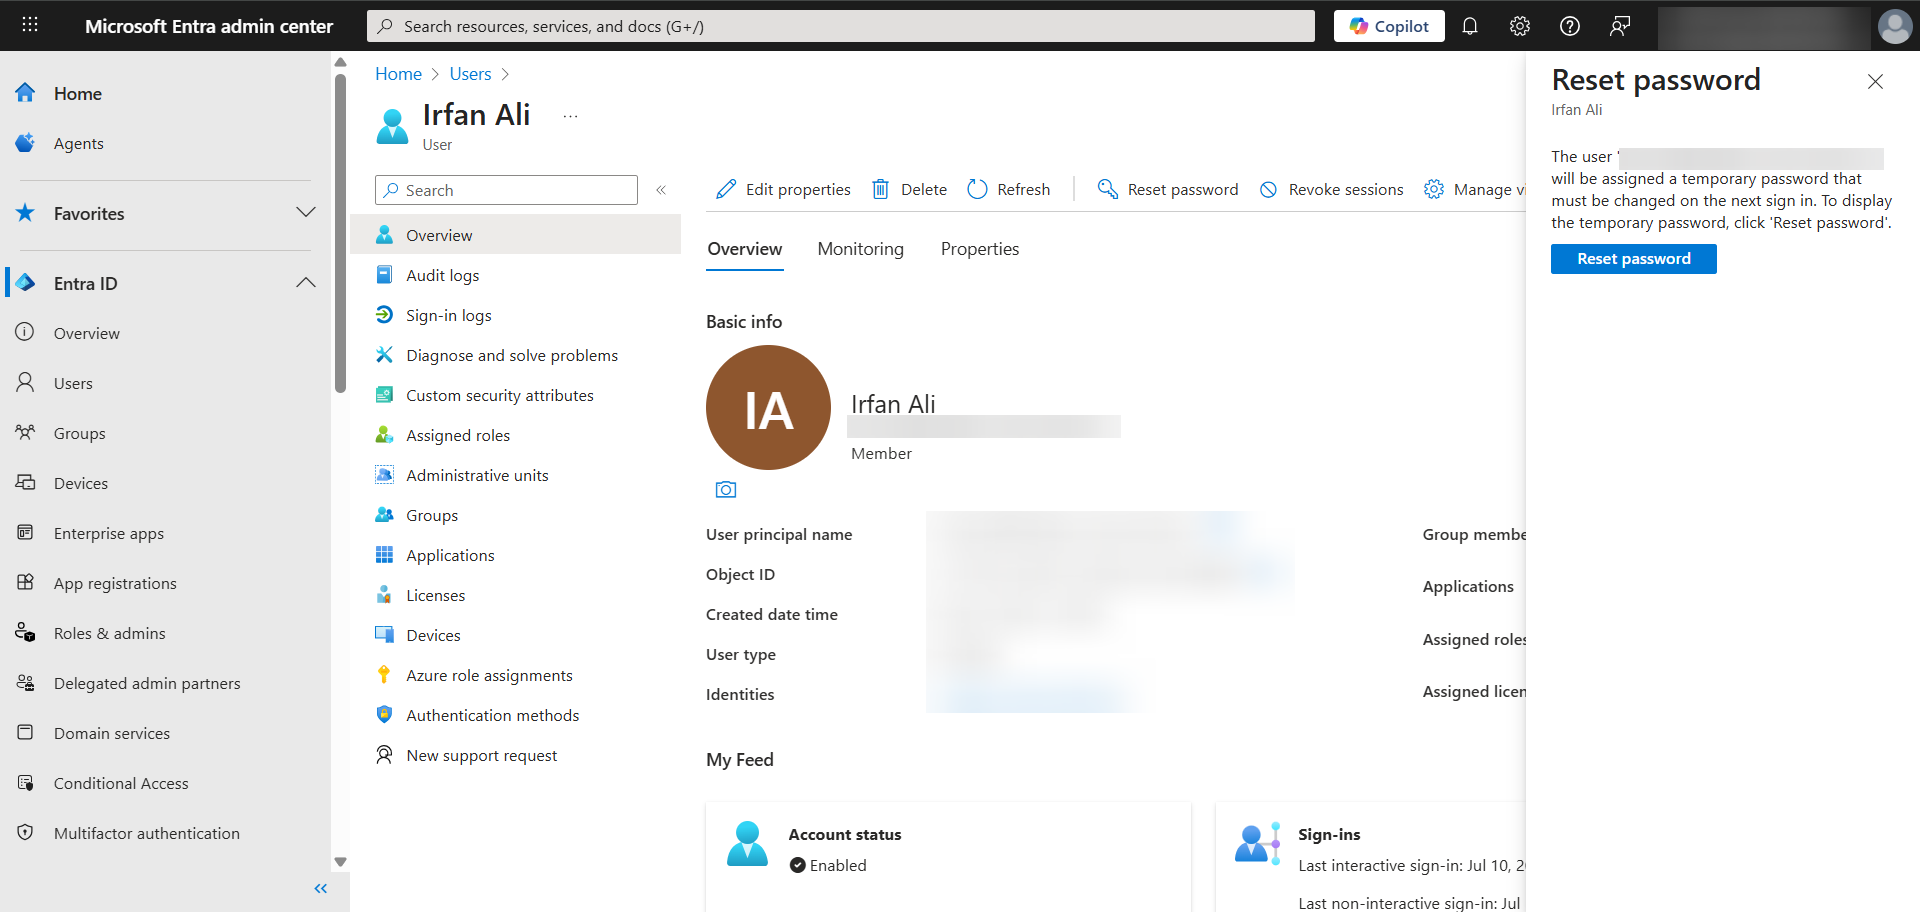 Microsoft Entra admin center
Search resources, services, and docs (G+/)
Copilot
Home
Agents
Favorites
Entra ID
Overview
Users
Groups
Devices
Enterprise apps
App registrations
Roles & admins
Delegated admin partners
Domain services
Conditional Access
Multifactor authentication
Home > Users >
Irfan Ali ...
User
Search
Overview
Audit logs
Sign-in logs
Diagnose and solve problems
Custom security attributes
Assigned roles
Administrative units
Groups
Applications
Licenses
Devices
Azure role assignments
Authentication methods
New support request
Edit properties Delete Refresh Reset password Revoke sessions Manage vi
Overview Monitoring Properties
Basic info
IA
Irfan Ali
Member
User principal name
Object ID
Created date time
User type
Identities
Group membe
Applications
Assigned roles
Assigned licen
My Feed
Account status
Enabled
Sign-ins
Last interactive sign-in: Jul 10, 2
Last non-interactive sign-in: Jul
Reset password
Irfan Ali
The user '
will be assigned a temporary password that
must be changed on the next sign in. To display
the temporary password, click 'Reset password'.
Reset password